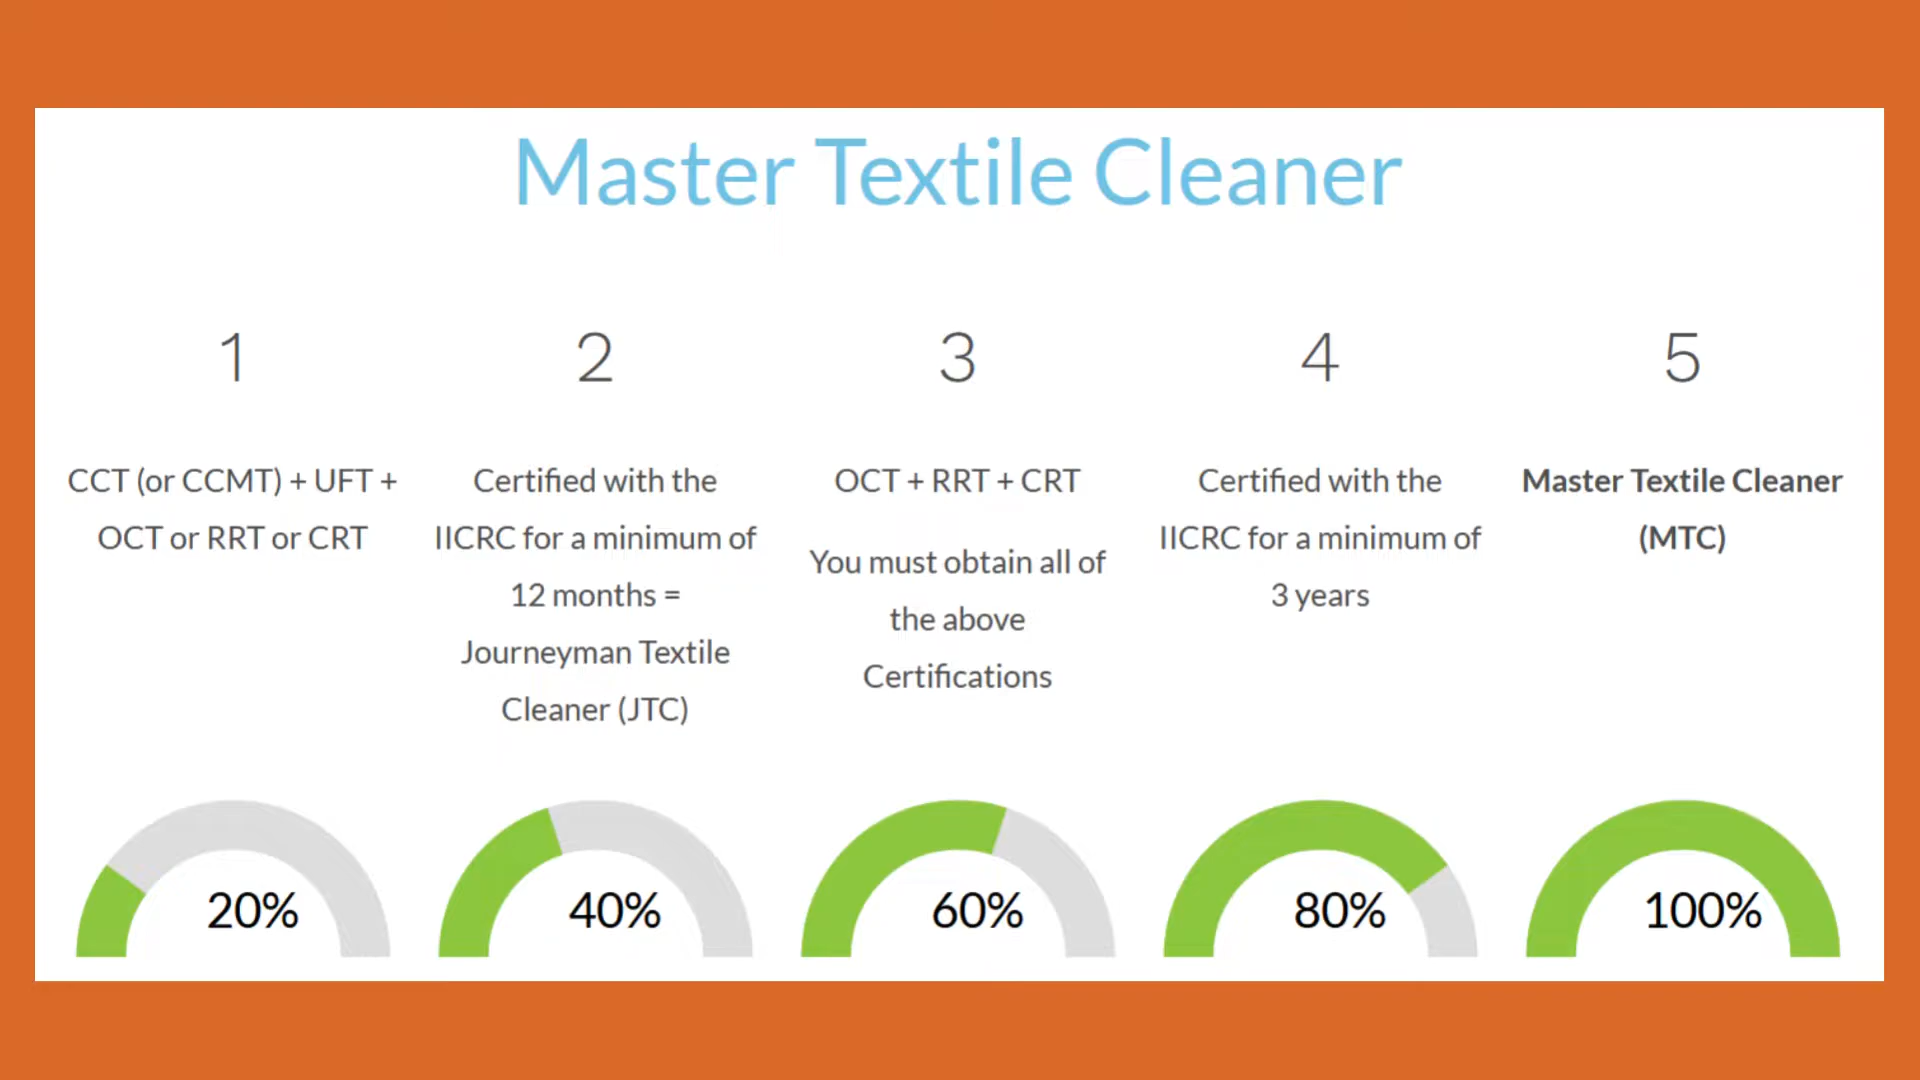 Master Textile Cleaner
1
CCT (or CCMT) + UFT +
OCT or RRT or CRT
20%
2
Certified with the
IICRC for a minimum of
12 months =
Journeyman Textile
Cleaner (JTC)
40%
3
OCT + RRT + CRT
You must obtain all of
the above
Certifications
60%
4
Certified with the
IICRC for a minimum of
3 years
80%
5
Master Textile Cleaner
(MTC)
100%